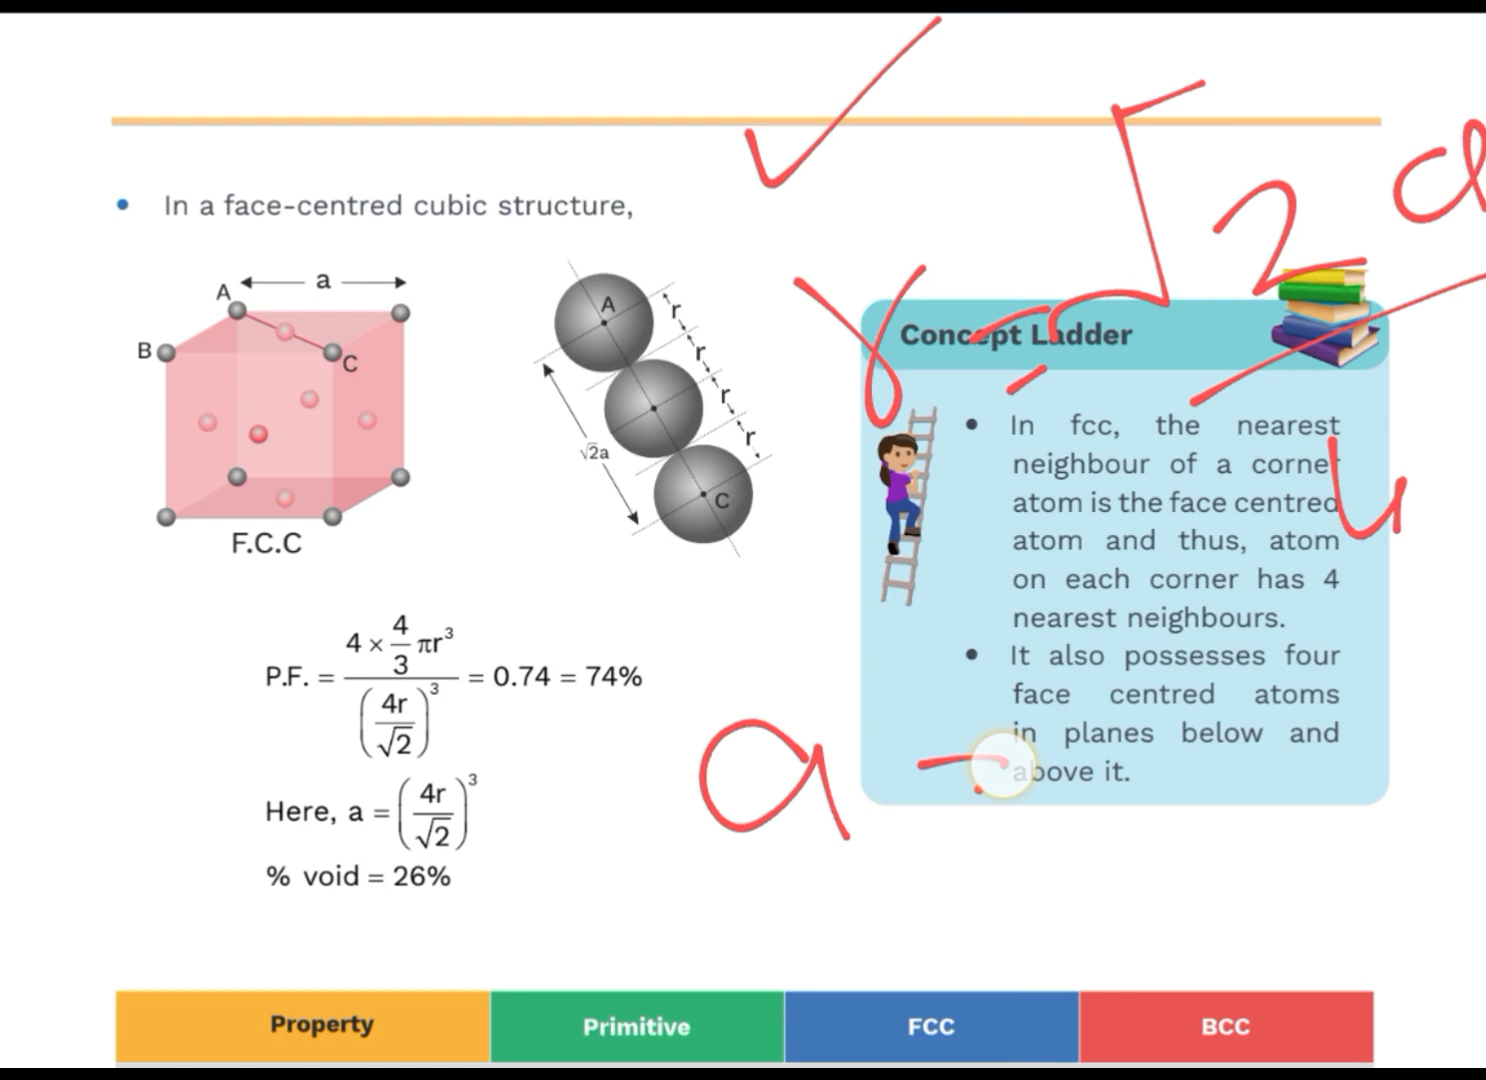 • In a face-centred cubic structure,
A a
B C
F.C.C
A r
r
r
√2a r
C
P.F. = (4 × 4/3 πr³) / (4r/√2)³ = 0.74 = 74%
Here, a = (4r/√2)³
% void = 26%
r = √2 a / 4
a =
Concept Ladder
• In fcc, the nearest
neighbour of a corner
atom is the face centred
atom and thus, atom
on each corner has 4
nearest neighbours.
• It also possesses four
face centred atoms
in planes below and
above it.
Property Primitive FCC BCC